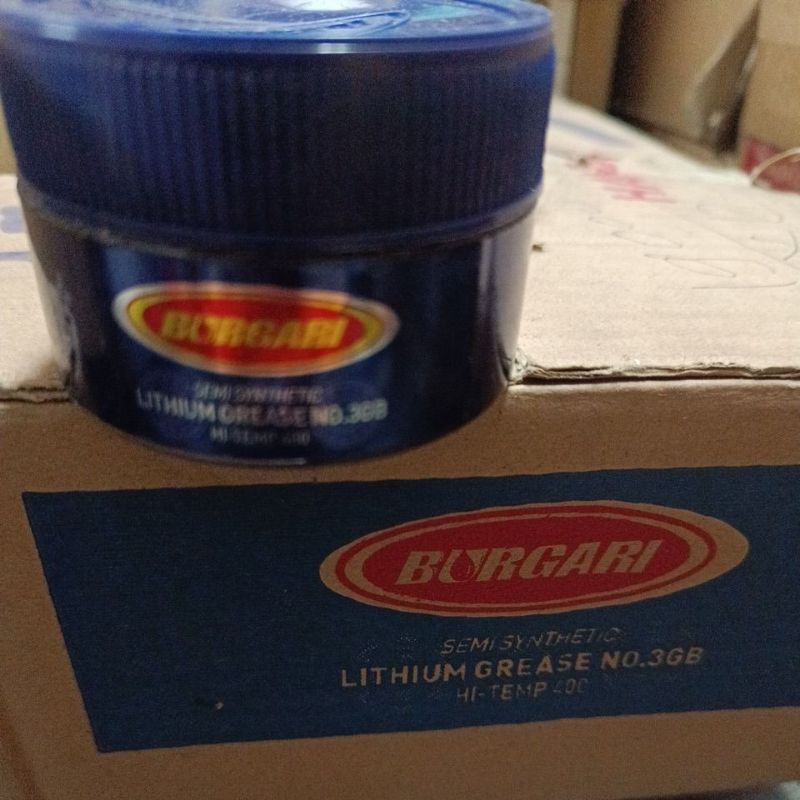 BURGARI
SEMI SYNTHETIC
LITHIUM GREASE NO.3GB
HI-TEMP 400
BURGARI
SEMI SYNTHETIC
LITHIUM GREASE NO.3GB
HI-TEMP 400